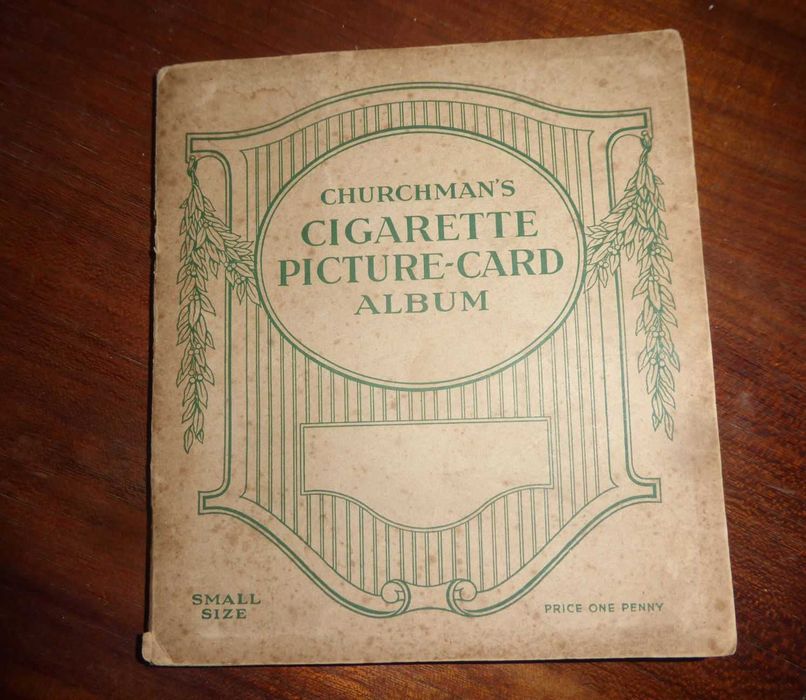 CHURCHMAN'S
CIGARETTE
PICTURE-CARD
ALBUM
SMALL
SIZE
PRICE ONE PENNY